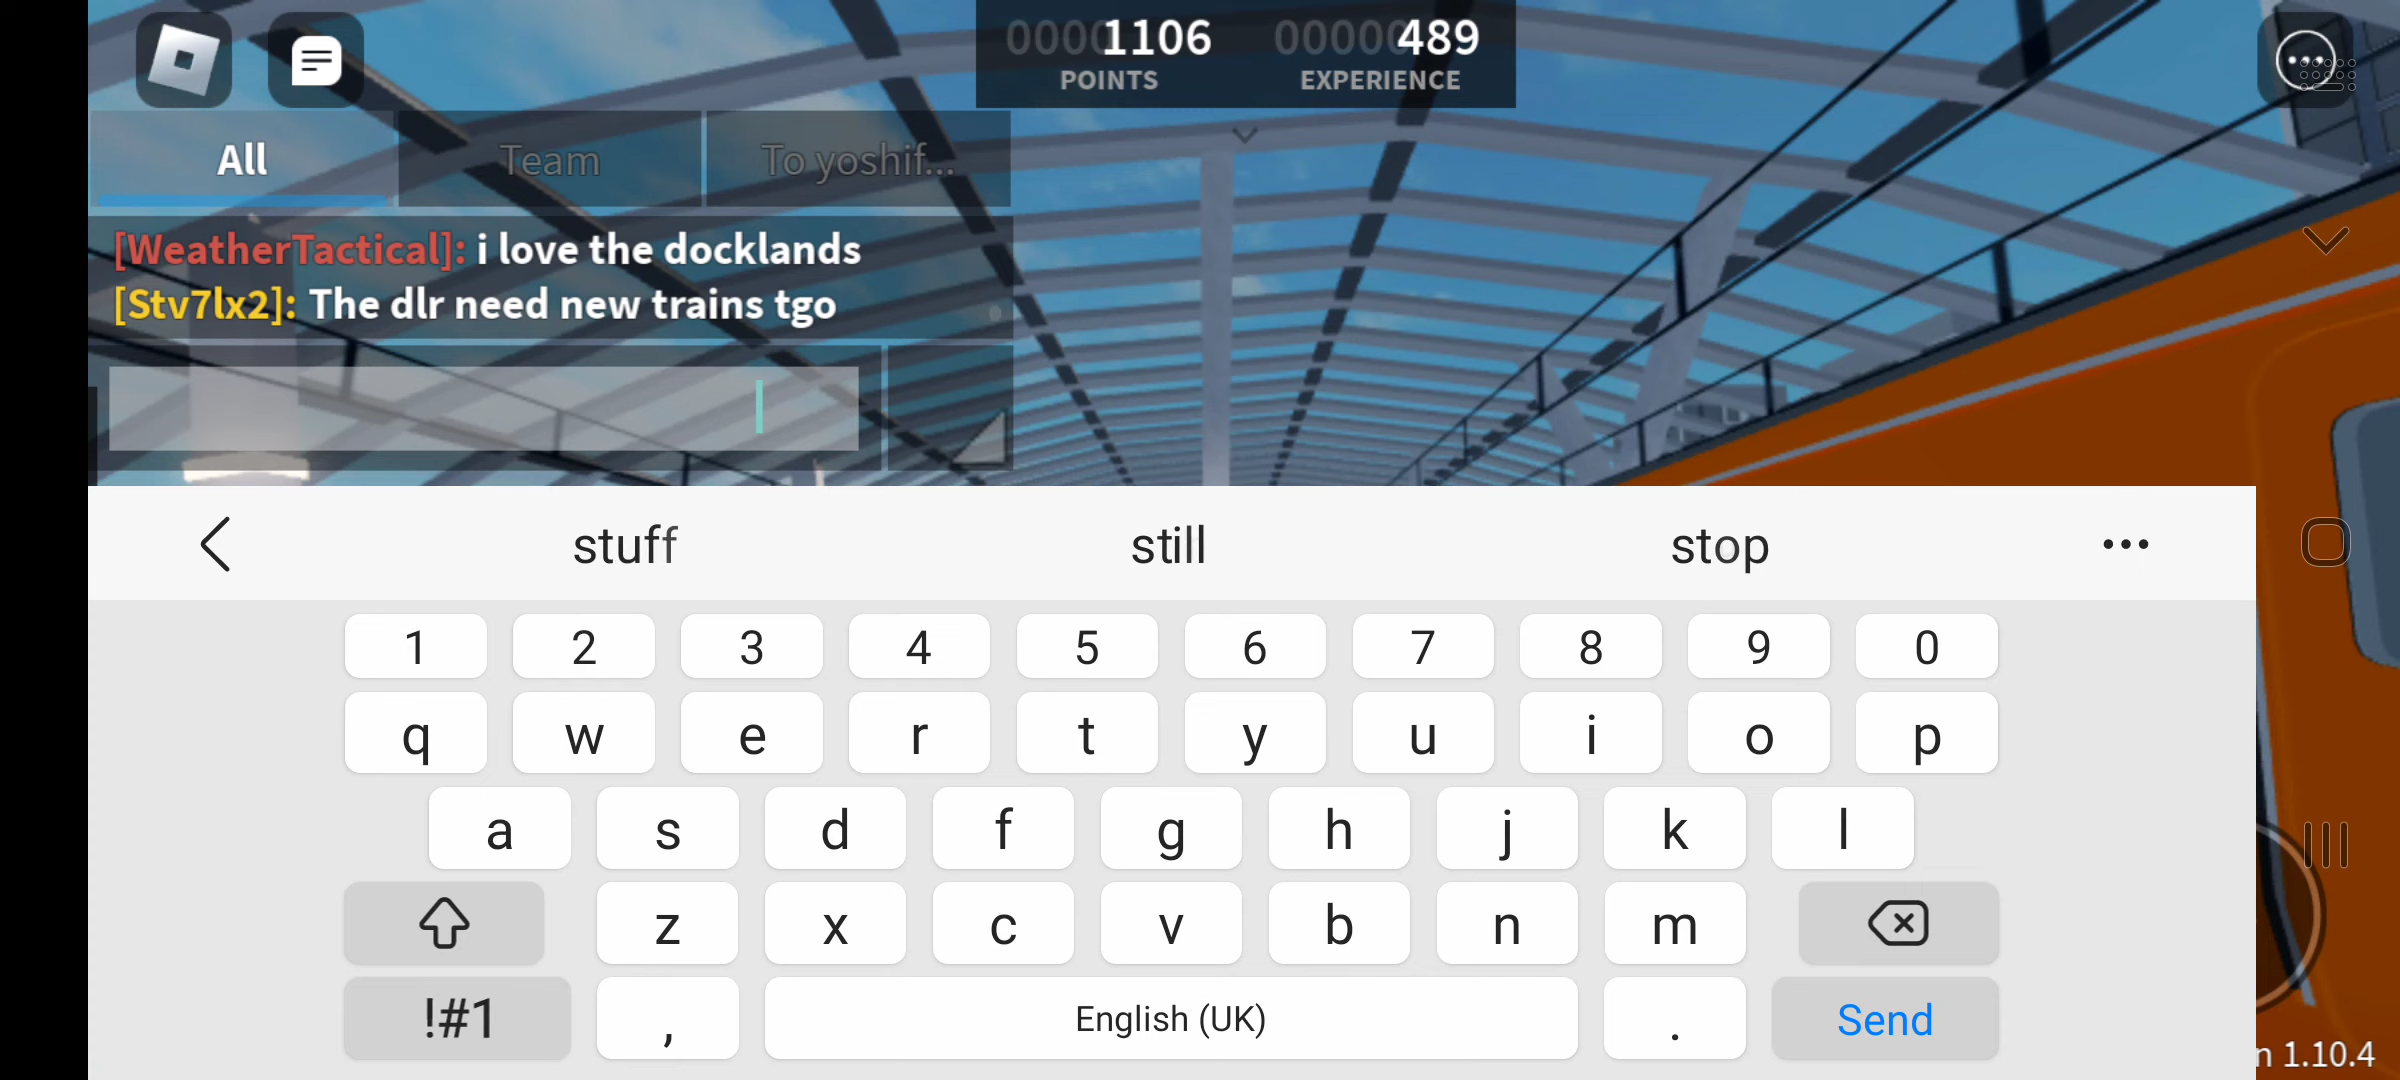 00001106 00000489
POINTS EXPERIENCE
All Team To yoshif...
[WeatherTactical]: i love the docklands
[Stv7lx2]: The dlr need new trains tgo
stuff still stop
1 2 3 4 5 6 7 8 9 0
q w e r t y u i o p
a s d f g h j k l
z x c v b n m
!#1 , English (UK) . Send
n 1.10.4